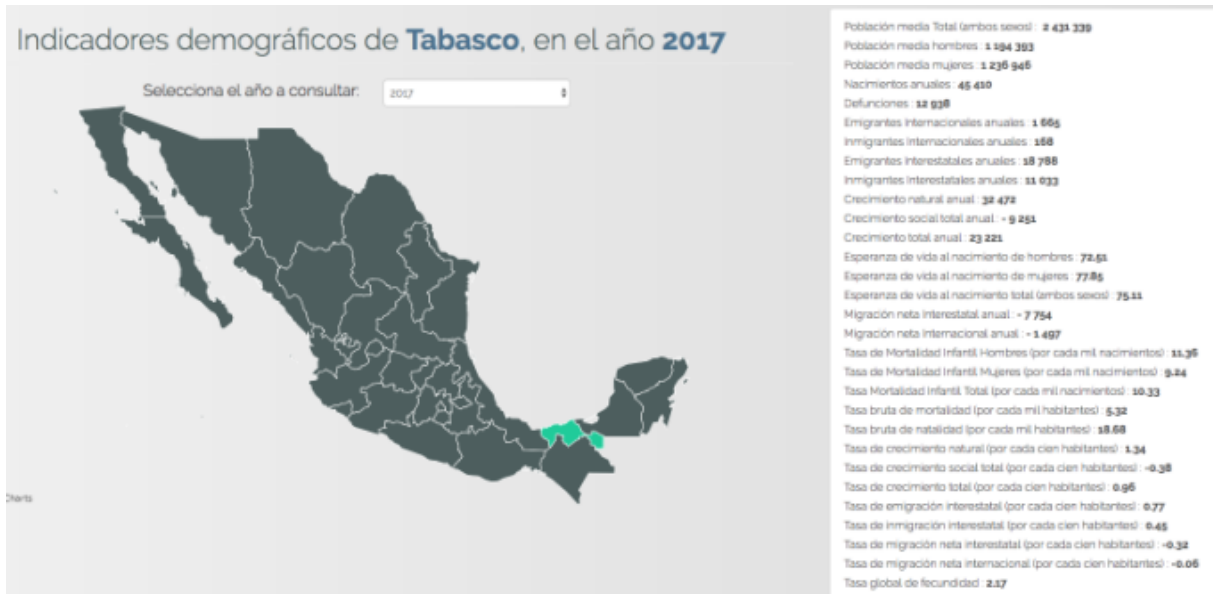 Indicadores demográficos de Tabasco, en el año 2017
Selecciona el año a consultar:
2017
Charts
Población media Total (ambos sexos) : 2 431 339
Población media hombres : 1 194 393
Población media mujeres : 1 236 946
Nacimientos anuales : 45 410
Defunciones : 12 938
Emigrantes Internacionales anuales : 1 665
Inmigrantes Internacionales anuales : 168
Emigrantes Interestatales anuales : 18 788
Inmigrantes Interestatales anuales : 11 033
Crecimiento natural anual : 32 472
Crecimiento social total anual : - 9 251
Crecimiento total anual : 23 221
Esperanza de vida al nacimiento de hombres : 72.51
Esperanza de vida al nacimiento de mujeres : 77.85
Esperanza de vida al nacimiento total (ambos sexos) : 75.11
Migración neta Interestatal anual : - 7 754
Migración neta Internacional anual : - 1 497
Tasa de Mortalidad Infantil Hombres (por cada mil nacimientos) : 11.36
Tasa de Mortalidad Infantil Mujeres (por cada mil nacimientos) : 9.24
Tasa Mortalidad Infantil Total (por cada mil nacimientos) : 10.33
Tasa bruta de mortalidad (por cada mil habitantes) : 5.32
Tasa bruta de natalidad (por cada mil habitantes) : 18.68
Tasa de crecimiento natural (por cada cien habitantes) : 1.34
Tasa de crecimiento social total (por cada cien habitantes) : -0.38
Tasa de crecimiento total (por cada cien habitantes) : 0.96
Tasa de emigración interestatal (por cada cien habitantes) : 0.77
Tasa de inmigración interestatal (por cada cien habitantes) : 0.45
Tasa de migración neta interestatal (por cada cien habitantes) : -0.32
Tasa de migración neta internacional (por cada cien habitantes) : -0.06
Tasa global de fecundidad : 2.17